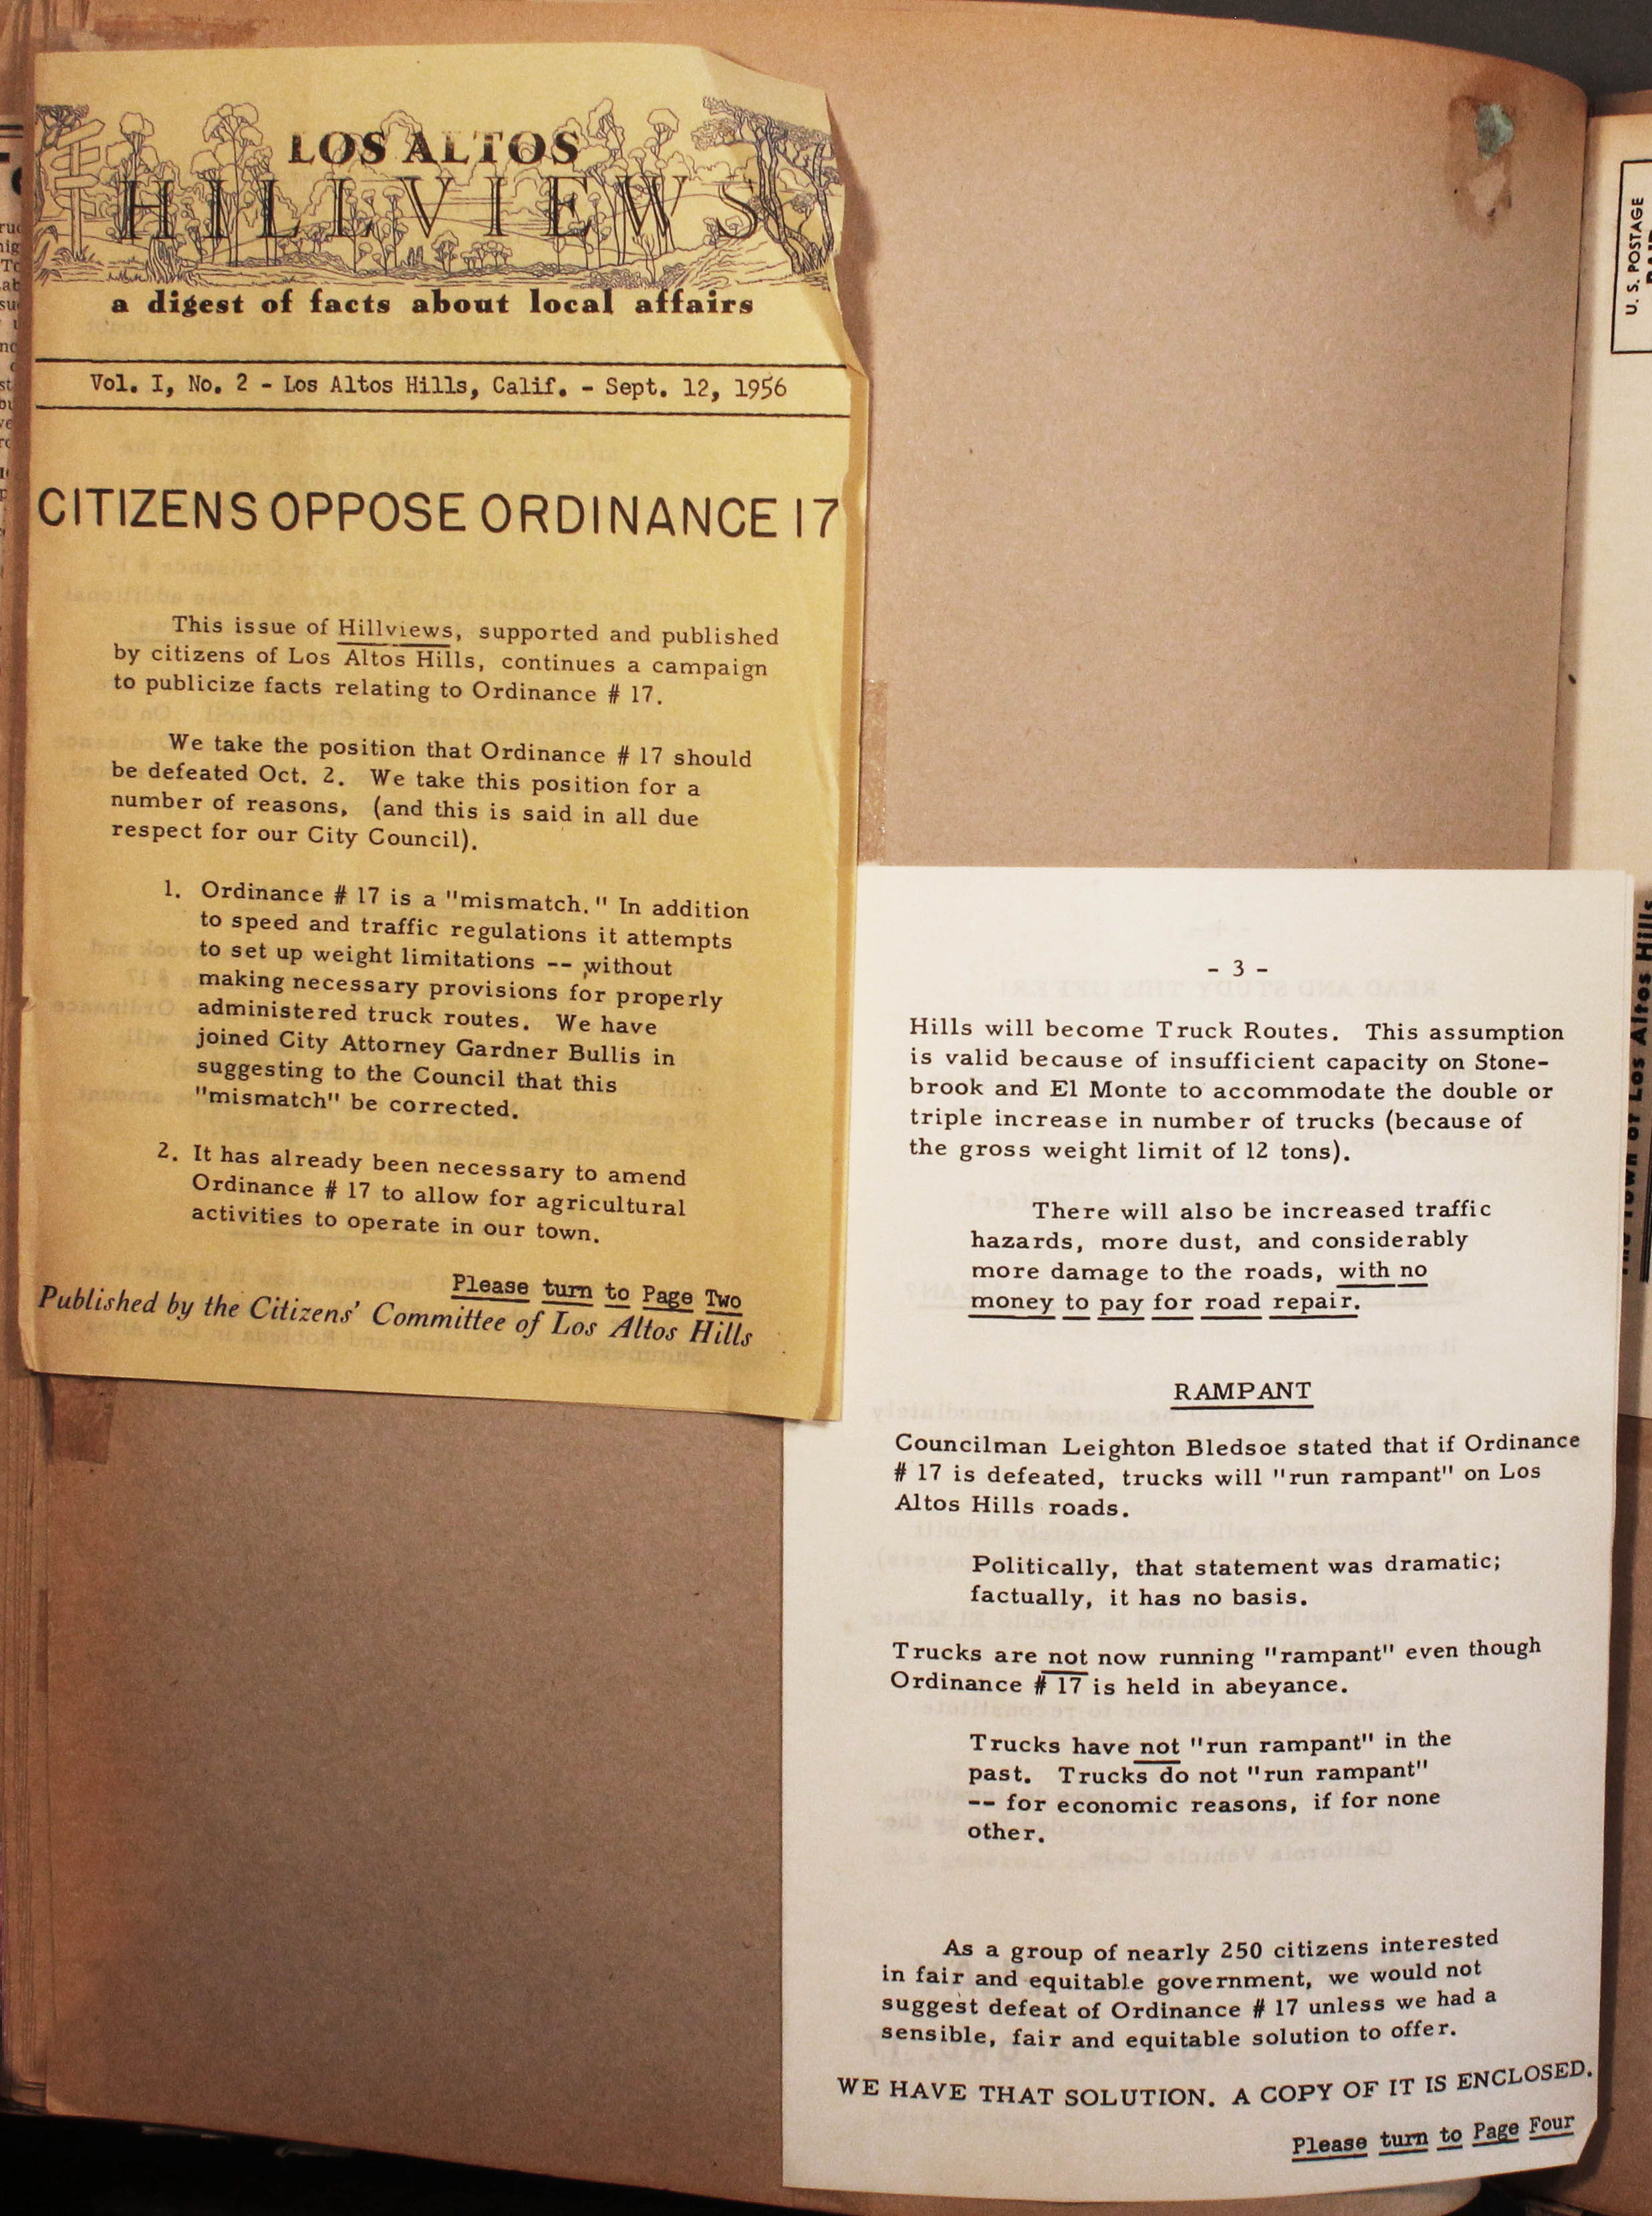 LOS ALTOS
HILLVIEWS
a digest of facts about local affairs
Vol. I, No. 2 - Los Altos Hills, Calif. - Sept. 12, 1956
CITIZENS OPPOSE ORDINANCE 17
This issue of Hillviews, supported and published
by citizens of Los Altos Hills, continues a campaign
to publicize facts relating to Ordinance # 17.
We take the position that Ordinance # 17 should
be defeated Oct. 2. We take this position for a
number of reasons, (and this is said in all due
respect for our City Council).
1. Ordinance # 17 is a "mismatch." In addition
to speed and traffic regulations it attempts
to set up weight limitations -- without
making necessary provisions for properly
administered truck routes. We have
joined City Attorney Gardner Bullis in
suggesting to the Council that this
"mismatch" be corrected.
2. It has already been necessary to amend
Ordinance # 17 to allow for agricultural
activities to operate in our town.
Please turn to Page Two
Published by the Citizens' Committee of Los Altos Hills
- 3 -
Hills will become Truck Routes. This assumption
is valid because of insufficient capacity on Stone-
brook and El Monte to accommodate the double or
triple increase in number of trucks (because of
the gross weight limit of 12 tons).
There will also be increased traffic
hazards, more dust, and considerably
more damage to the roads, with no
money to pay for road repair.
RAMPANT
Councilman Leighton Bledsoe stated that if Ordinance
# 17 is defeated, trucks will "run rampant" on Los
Altos Hills roads.
Politically, that statement was dramatic;
factually, it has no basis.
Trucks are not now running "rampant" even though
Ordinance # 17 is held in abeyance.
Trucks have not "run rampant" in the
past. Trucks do not "run rampant"
-- for economic reasons, if for none
other.
As a group of nearly 250 citizens interested
in fair and equitable government, we would not
suggest defeat of Ordinance # 17 unless we had a
sensible, fair and equitable solution to offer.
WE HAVE THAT SOLUTION. A COPY OF IT IS ENCLOSED.
Please turn to Page Four
U. S. POSTAGE
Town of Los Altos Hills